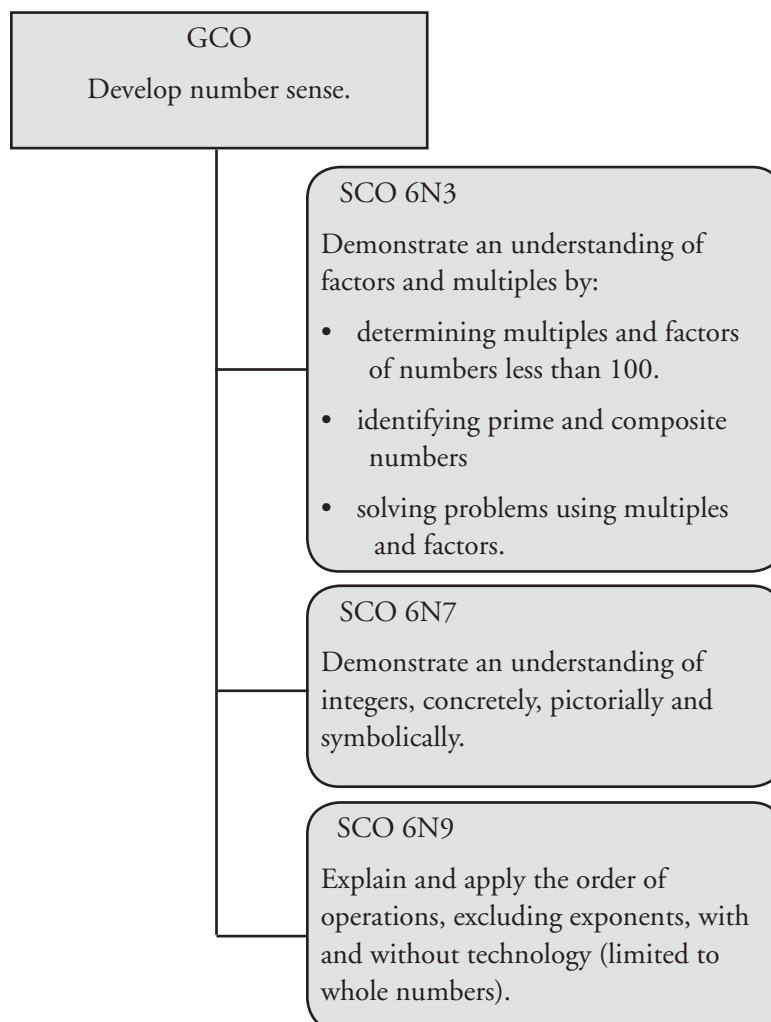 GCO
Develop number sense.
SCO 6N3
Demonstrate an understanding of
factors and multiples by:
• determining multiples and factors
of numbers less than 100.
• identifying prime and composite
numbers
• solving problems using multiples
and factors.
SCO 6N7
Demonstrate an understanding of
integers, concretely, pictorially and
symbolically.
SCO 6N9
Explain and apply the order of
operations, excluding exponents, with
and without technology (limited to
whole numbers).